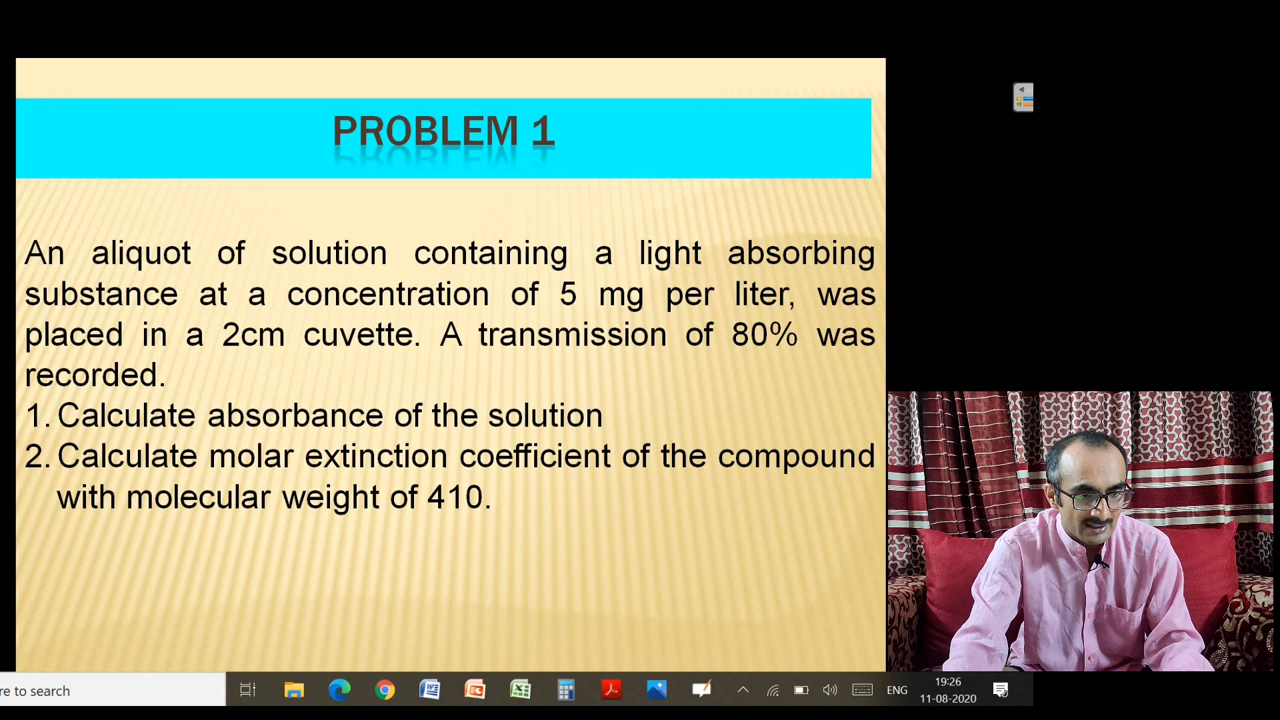 PROBLEM 1
An aliquot of solution containing a light absorbing
substance at a concentration of 5 mg per liter, was
placed in a 2cm cuvette. A transmission of 80% was
recorded.
1. Calculate absorbance of the solution
2. Calculate molar extinction coefficient of the compound
with molecular weight of 410.
re to search
ENG
19:26
11-08-2020